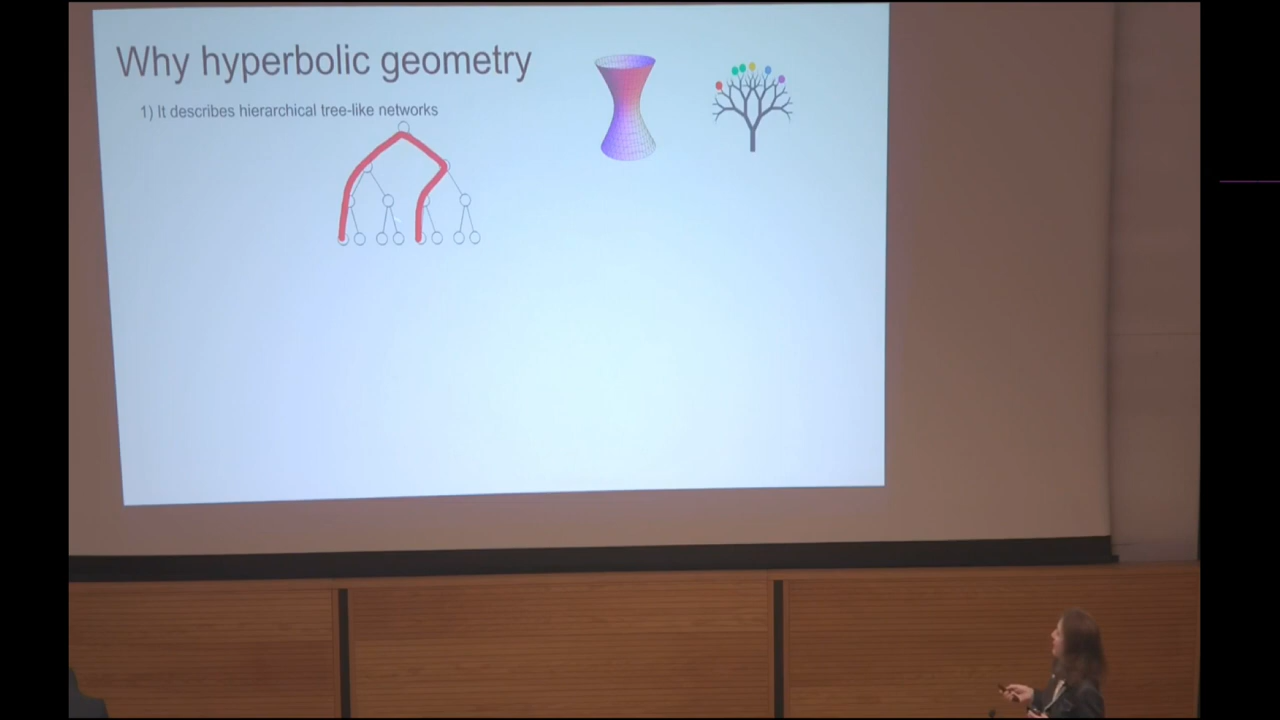 Why hyperbolic geometry
1) It describes hierarchical tree-like networks